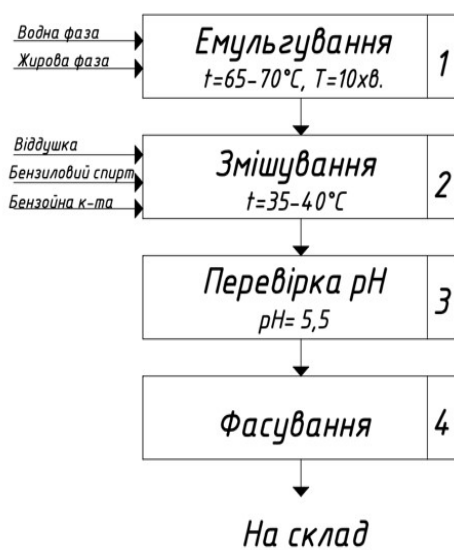 Водна фаза
Жирова фаза
Емульгування
t=65-70°C, T=10хв.
1
Віддушка
Бензиловий спирт
Бензойна к-та
Змішування
t=35-40°C
2
Перевірка pH
pH= 5,5
3
Фасування
4
На склад